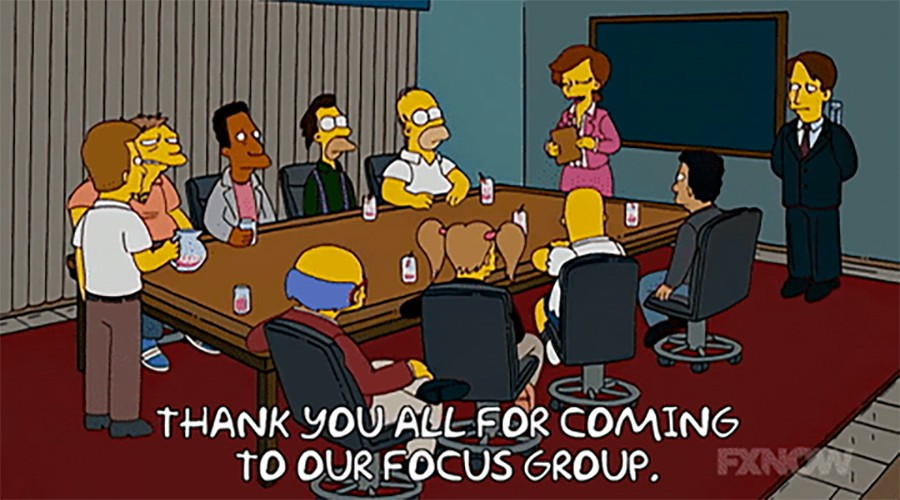 THANK YOU ALL FOR COMING
TO OUR FOCUS GROUP.
FXNOW